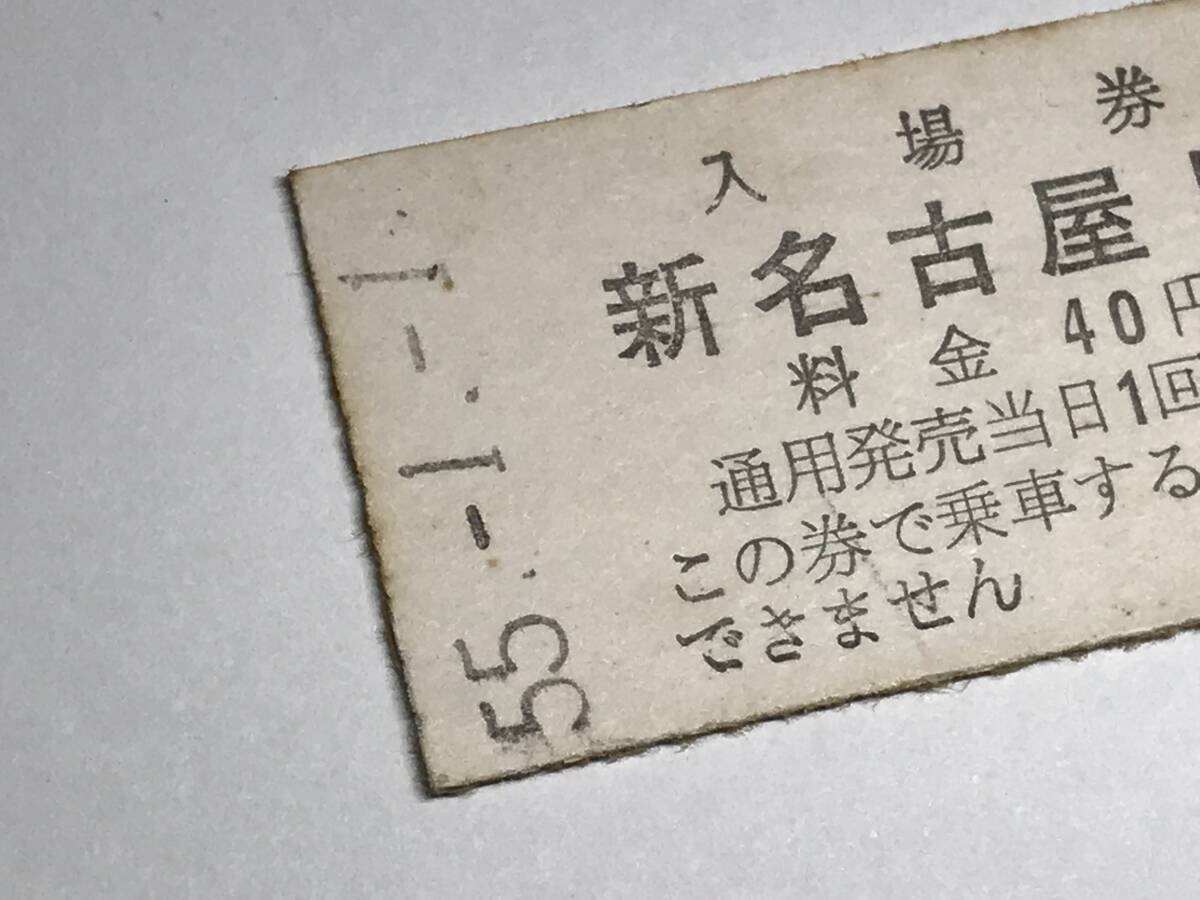 入場券
新名古屋
料金 40円
通用発売当日1回
この券で乗車する
できません
55.-1.-1.